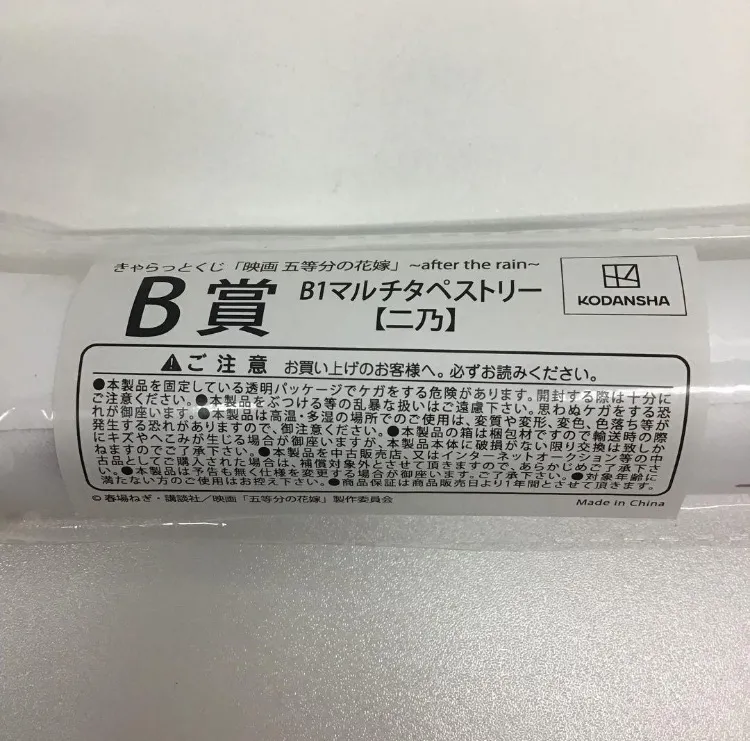 きゃらっとくじ「映画 五等分の花嫁」~after the rain~
B賞
B1マルチタペストリー
【二乃】
KODANSHA
⚠ご注意 お買い上げのお客様へ。必ずお読みください。
●本製品を固定している透明パッケージでケガをする危険があります。開封する際は十分に
ご注意ください。●本製品をぶつける等の乱暴な扱いはご遠慮下さい。思わぬケガをする恐
れが御座います。●本製品は高温・多湿の場所でのご使用は、変質や変形、変色、色落ち等が
発生する恐れがありますので、御注意ください。●本製品の箱は梱包材ですので輸送時の際
にキズやへこみが生じる場合が御座いますが、本製品本体に破損がない限り交換は致しか
ねますのでご了承下さい。●本製品を中古販売店、又はインターネットオークション等の中
古品としてご購入された場合は、補償対象外とさせて頂きますので、あらかじめご了承下さ
い。●本製品は予告も無く仕様を変更する場合が御座います。ご了承下さい。●対象年齢に
満たない方のご使用はお控え下さい。●商品保証は商品販売日より1年間とさせて頂きます。
© 春場ねぎ・講談社／映画「五等分の花嫁」製作委員会
Made in China